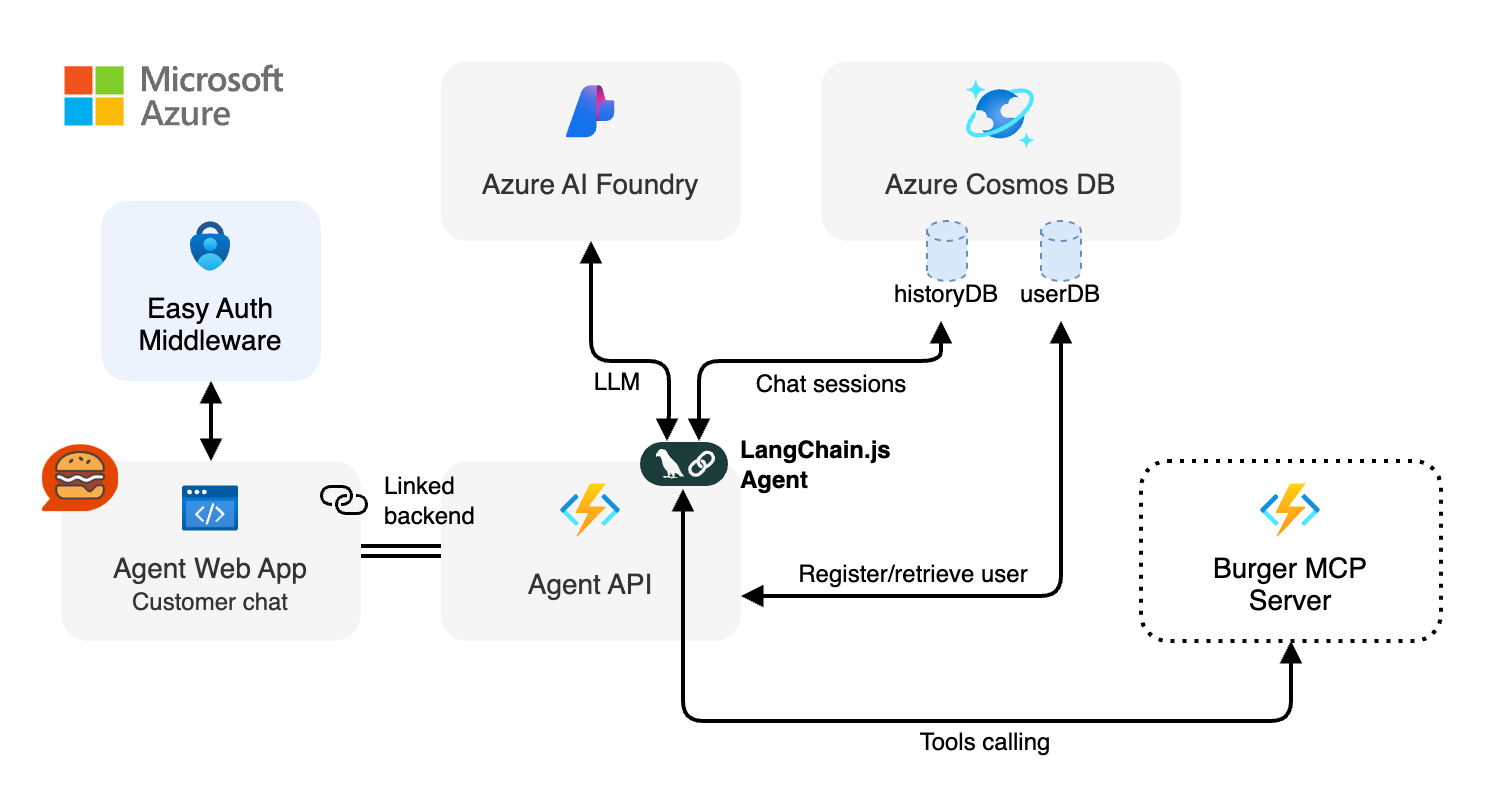 Microsoft
Azure
Azure AI Foundry
Azure Cosmos DB
historyDB
userDB
Easy Auth
Middleware
LLM
Chat sessions
LangChain.js
Agent
Linked
backend
</>
Agent Web App
Customer chat
Agent API
Register/retrieve user
Burger MCP
Server
Tools calling